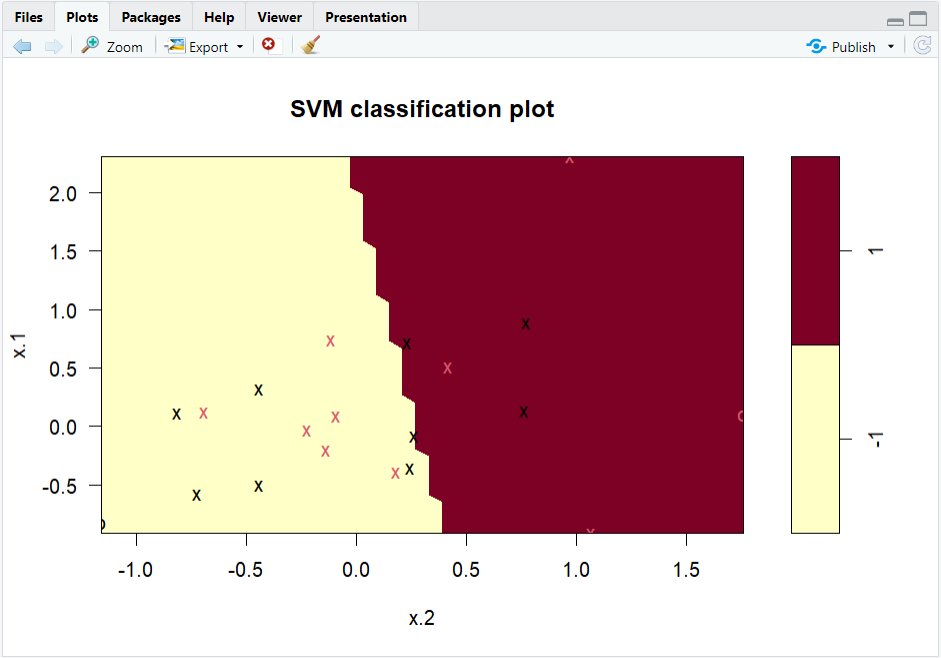 Files Plots Packages Help Viewer Presentation
Zoom Export Publish
SVM classification plot
2.0
1.5
1.0
0.5
0.0
-0.5
x.1
-1.0 -0.5 0.0 0.5 1.0 1.5
x.2
1
-1